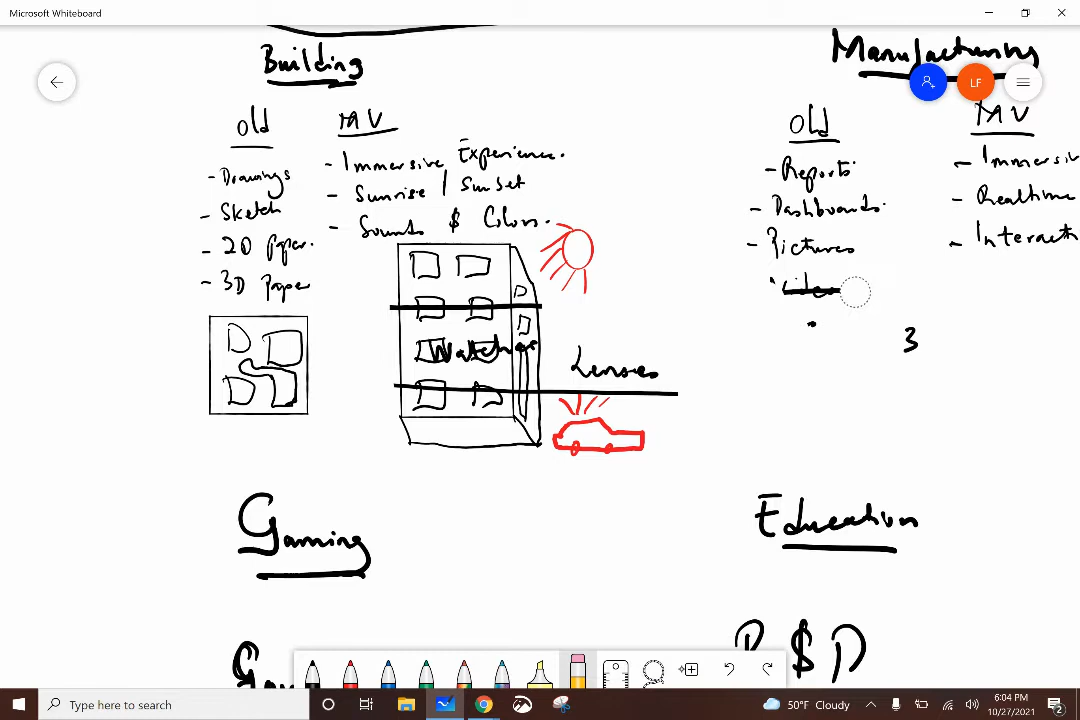 Microsoft Whiteboard
Building
Old
MV
- Drawings
- Sketch
- 2D Paper.
- 3D Paper
- Immersive Experience.
- Sunrise / Sunset
- Sounds $ Colors.
Watches
Lenses
Manufacturing
LF
Old
MV
- Reports
- Dashboards.
- Pictures
- Immersiv
- Realtime
- Interacti
3
Gaming
Education
$ D
Type here to search
50°F Cloudy
6:04 PM
10/27/2021
2